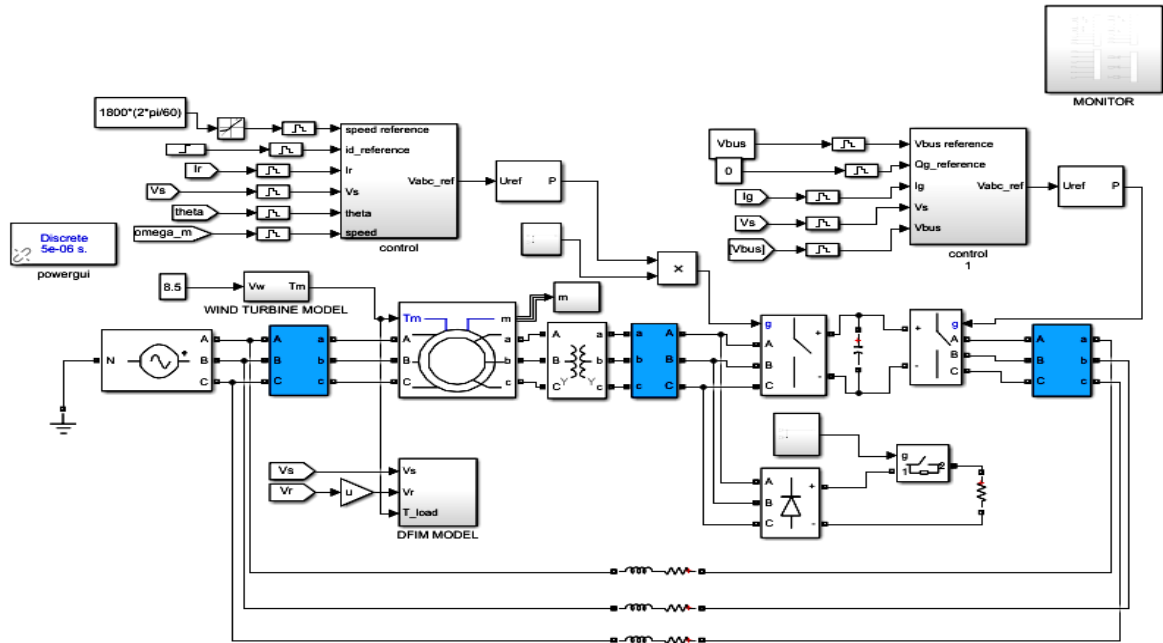 MONITOR
1800*(2*pi/60)
speed reference
id_reference
Ir
Ir
Vs
Vs
theta
theta
omega_m
speed
Vabc_ref
control
Uref
P
Vbus
Vbus reference
0
Qg_reference
Ig
Ig
Vs
Vs
[Vbus]
Vbus
Vabc_ref
control
1
Uref
P
Discrete
5e-06 s.
powergui
×
8.5
Vw
Tm
WIND TURBINE MODEL
N
A
B
C
A
B
C
a
b
c
Tm
m
A
B
C
a
b
c
m
A
B
C
a
b
c
Y
Y
A
B
C
a
b
c
g
A
B
C
+
-
+
-
g
A
B
C
A
B
C
a
b
c
Vs
Vs
Vr
u
Vr
T_load
DFIM MODEL
A
B
C
+
-
g
1
2